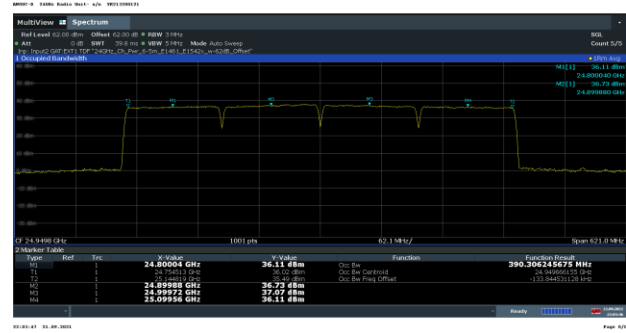 MultiView Spectrum
Ref Level 62.00 dBm Offset 62.00 dB RBW 3 MHz SGL
Att 0 dB SWT 39.8 ms VBW 5 MHz Mode Auto Sweep Count 5/5
1 Occupied Bandwidth 1Rm Avg
M1[1] 36.11 dBm
24.800040 GHz
M2[1] 36.73 dBm
24.899880 GHz
CF 24.9498 GHz 1001 pts 62.1 MHz/ Span 621.0 MHz
2 Marker Table
Type Ref Trc X-Value Y-Value Function Function Result
M1 1 24.80004 GHz 36.11 dBm Occ Bw 390.306245675 MHz
T1 1 24.754513 GHz 36.02 dBm Occ Bw Centroid 24.949666155 GHz
T2 1 25.144819 GHz 35.49 dBm Occ Bw Freq Offset -133.844531128 kHz
M2 1 24.89988 GHz 36.73 dBm
M3 1 24.99972 GHz 37.07 dBm
M4 1 25.09956 GHz 36.11 dBm
Ready